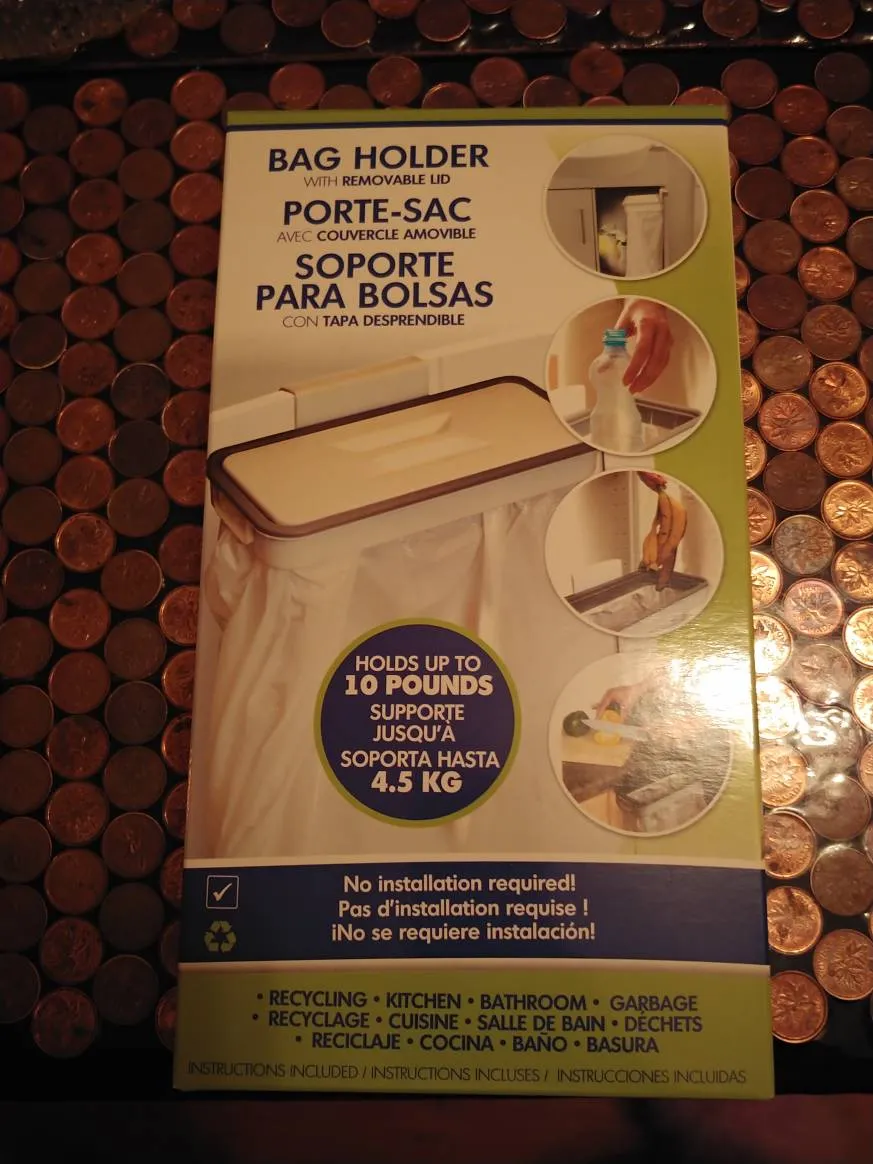 BAG HOLDER
WITH REMOVABLE LID
PORTE-SAC
AVEC COUVERCLE AMOVIBLE
SOPORTE
PARA BOLSAS
CON TAPA DESPRENDIBLE
HOLDS UP TO
10 POUNDS
SUPPORTE
JUSQU'À
SOPORTA HASTA
4.5 KG
No installation required!
Pas d'installation requise !
¡No se requiere instalación!
• RECYCLING • KITCHEN • BATHROOM • GARBAGE
• RECYCLAGE • CUISINE • SALLE DE BAIN • DÉCHETS
• RECICLAJE • COCINA • BAÑO • BASURA
INSTRUCTIONS INCLUDED / INSTRUCTIONS INCLUSES / INSTRUCCIONES INCLUIDAS